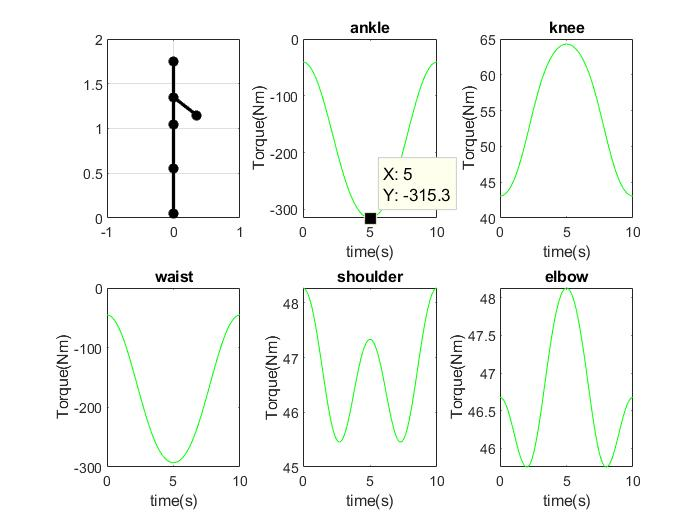 2
1.5
1
0.5
0
-1 0 1
ankle
Torque(Nm)
0
-100
-200
-300
X: 5
Y: -315.3
0 5 10
time(s)
knee
Torque(Nm)
65
60
55
50
45
40
0 5 10
time(s)
waist
Torque(Nm)
0
-100
-200
-300
0 5 10
time(s)
shoulder
Torque(Nm)
48
47
46
45
0 5 10
time(s)
elbow
Torque(Nm)
48
47.5
47
46.5
46
0 5 10
time(s)